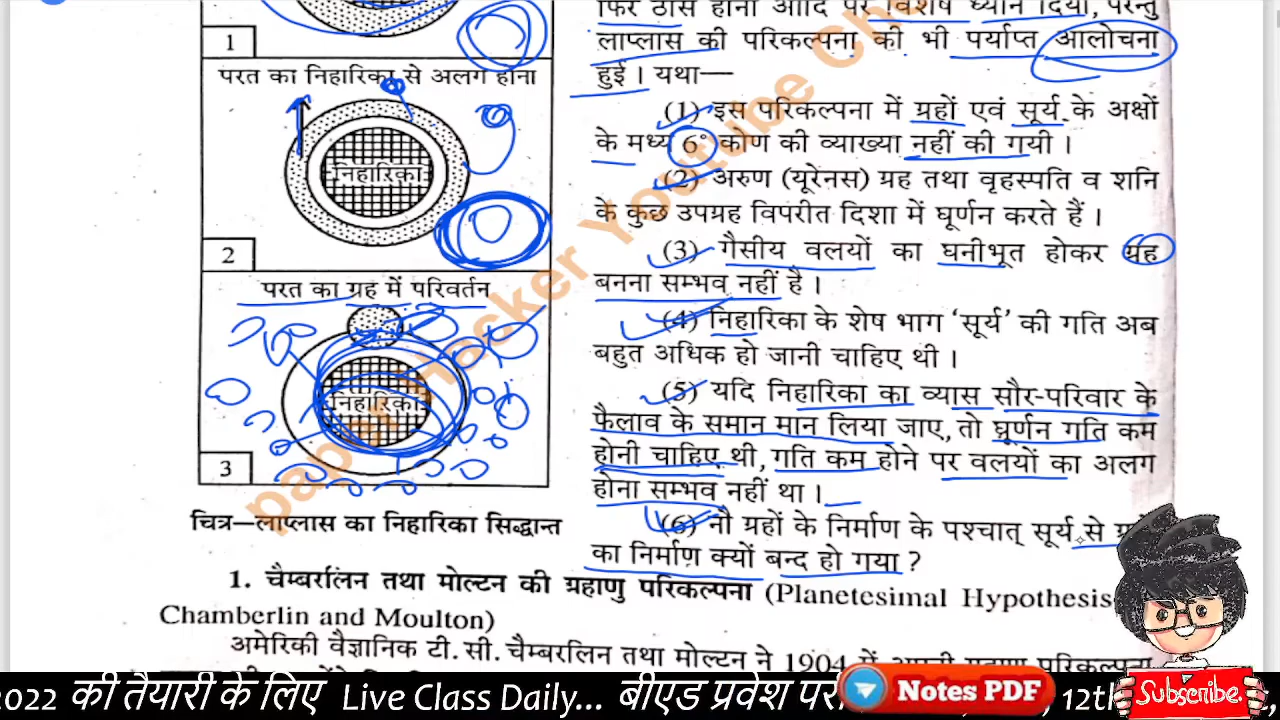 1
परत का निहारिका से अलग होना
निहारिका
2
परत का ग्रह में परिवर्तन
निहारिका
3
चित्र—लाप्लास का निहारिका सिद्धान्त
फिर ठोस होना आदि पर विशेष ध्यान दिया, परन्तु
लाप्लास की परिकल्पना की भी पर्याप्त आलोचना
हुई। यथा—
(1) इस परिकल्पना में ग्रहों एवं सूर्य के अक्षों
के मध्य 6° कोण की व्याख्या नहीं की गयी।
(2) अरुण (यूरेनस) ग्रह तथा वृहस्पति व शनि
के कुछ उपग्रह विपरीत दिशा में घूर्णन करते हैं।
(3) गैसीय वलयों का घनीभूत होकर ग्रह
बनना सम्भव नहीं है।
(4) निहारिका के शेष भाग ‘सूर्य’ की गति अब
बहुत अधिक हो जानी चाहिए थी।
(5) यदि निहारिका का व्यास सौर-परिवार के
फैलाव के समान मान लिया जाए, तो घूर्णन गति कम
होनी चाहिए थी, गति कम होने पर वलयों का अलग
होना सम्भव नहीं था।
(6) नौ ग्रहों के निर्माण के पश्चात् सूर्य से
का निर्माण क्यों बन्द हो गया ?
1. चैम्बरलिन तथा मोल्टन की ग्रहाणु परिकल्पना (Planetesimal Hypothesis
Chamberlin and Moulton)
अमेरिकी वैज्ञानिक टी. सी. चैम्बरलिन तथा मोल्टन ने 1904 में अपनी ग्रहाणु परिकल्पना
paper Hacker Youtube
2022 की तैयारी के लिए Live Class Daily... बीएड प्रवेश
Notes PDF
12th
Subscribe.